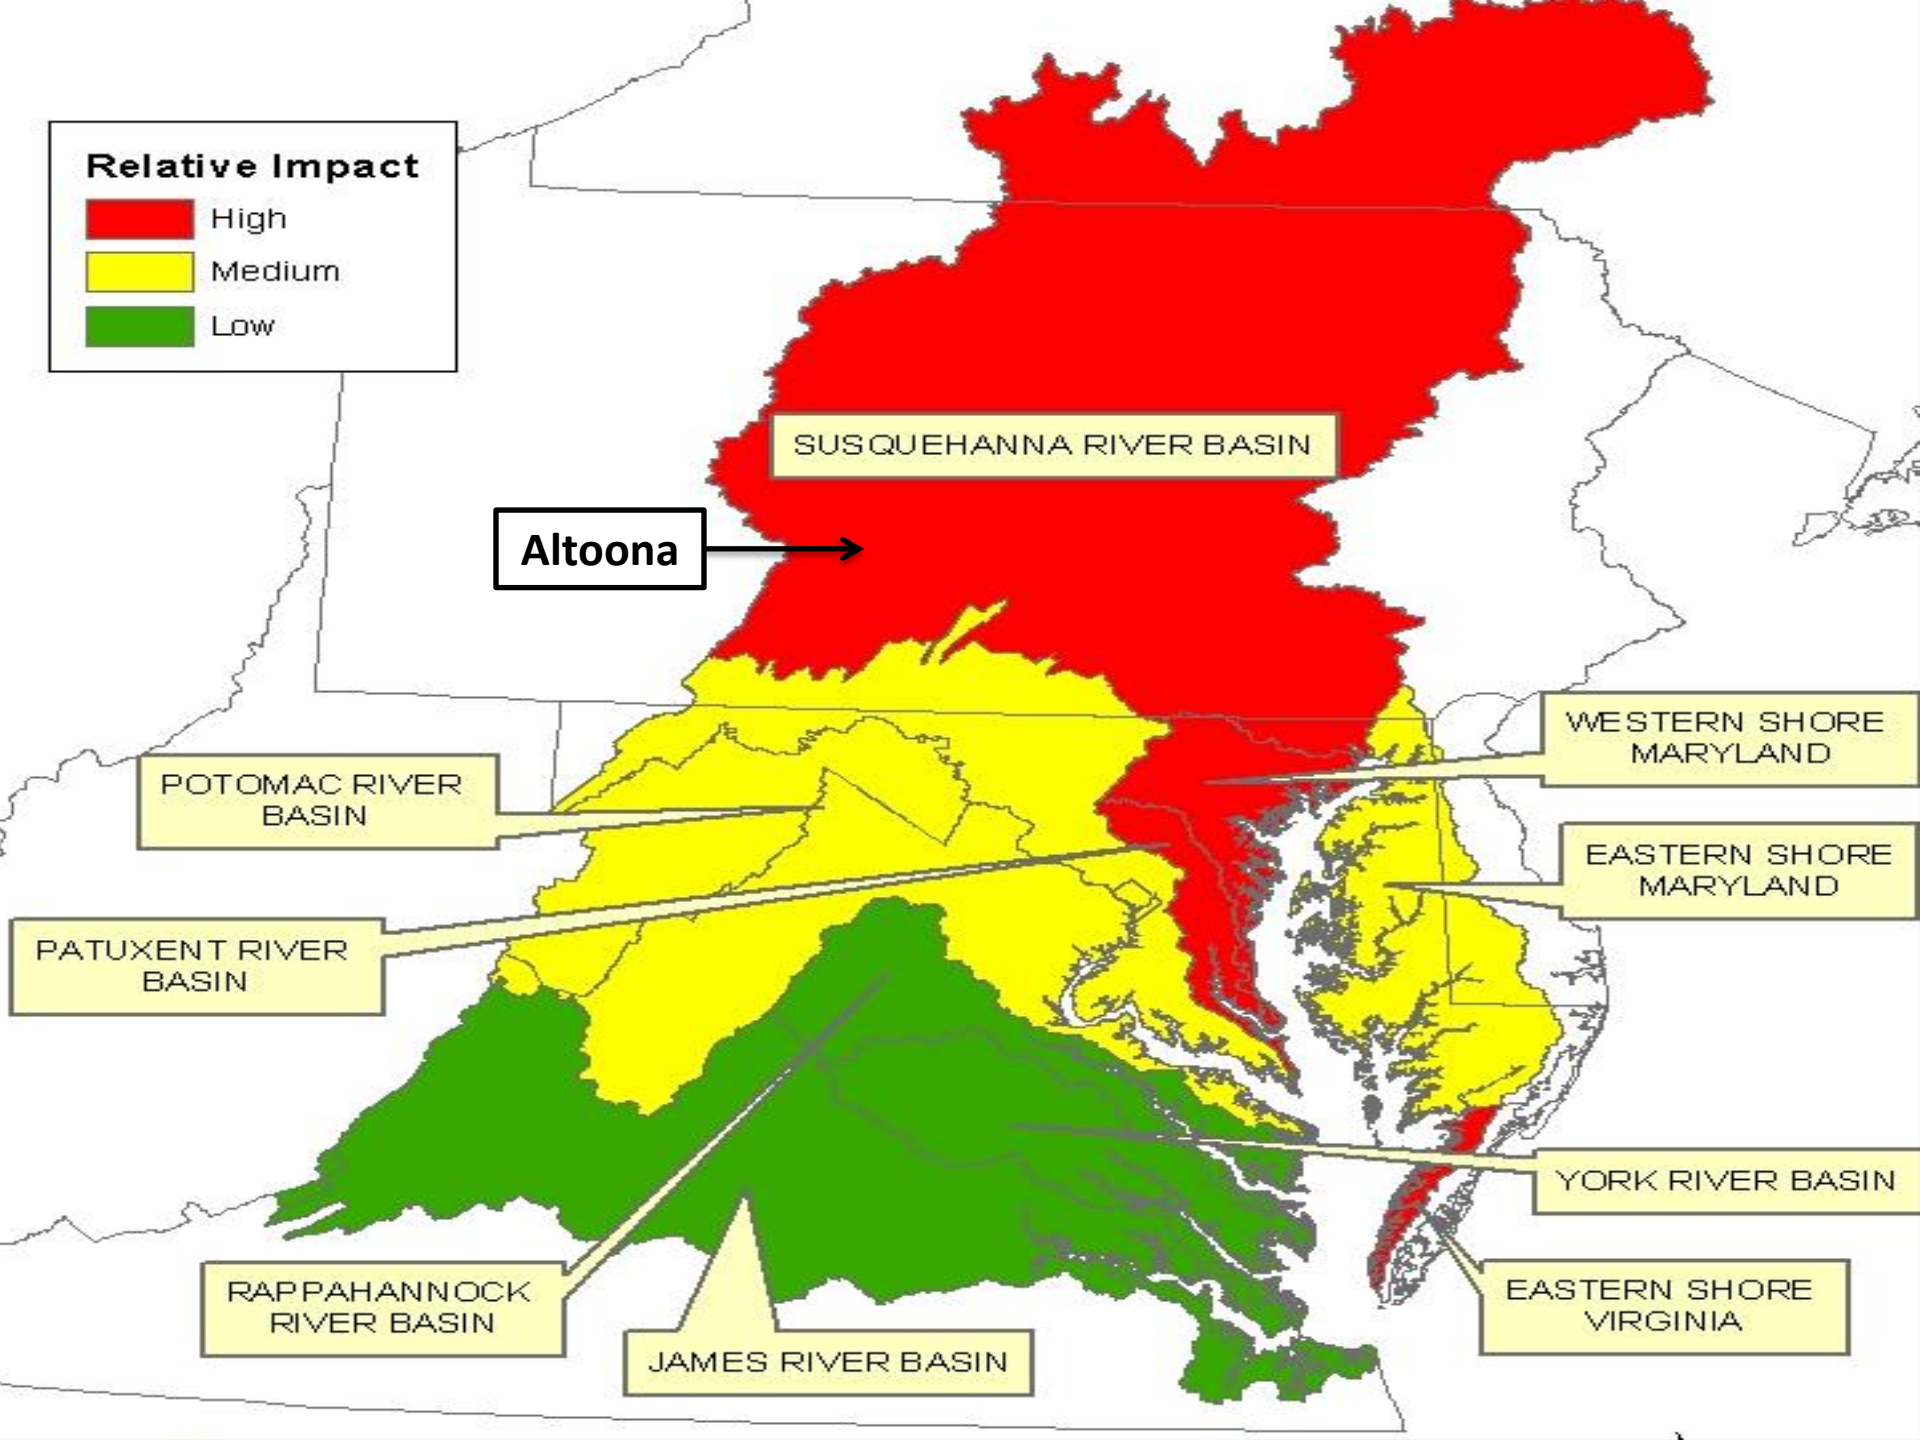 Relative Impact
High
Medium
Low
SUSQUEHANNA RIVER BASIN
Altoona
WESTERN SHORE
MARYLAND
POTOMAC RIVER
BASIN
EASTERN SHORE
MARYLAND
PATUXENT RIVER
BASIN
YORK RIVER BASIN
RAPPAHANNOCK
RIVER BASIN
EASTERN SHORE
VIRGINIA
JAMES RIVER BASIN